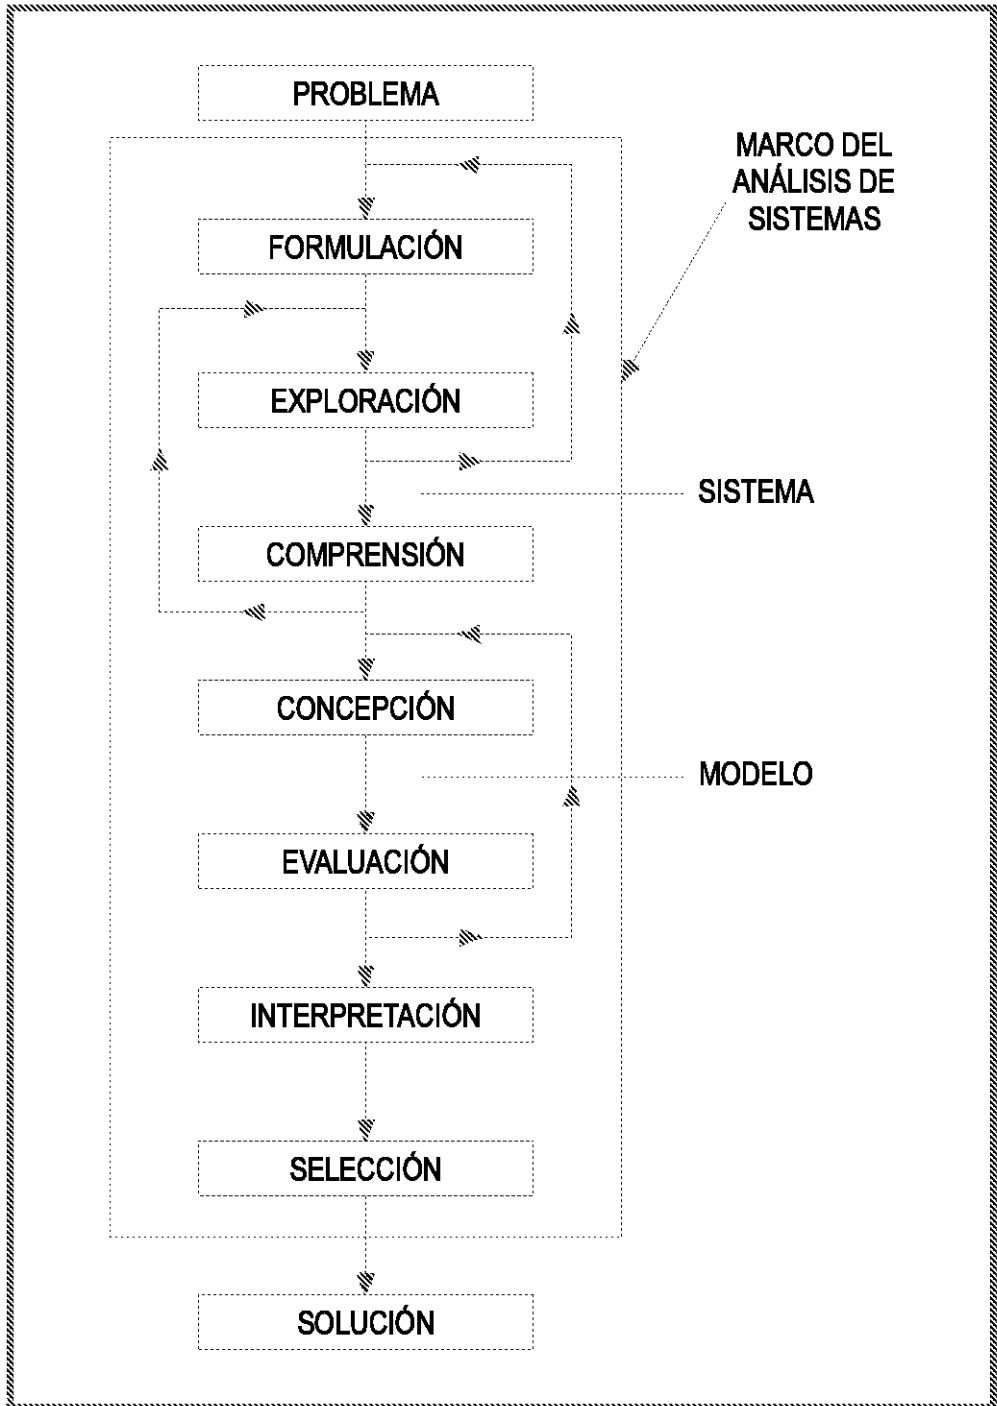 PROBLEMA
MARCO DEL
ANÁLISIS DE
SISTEMAS
FORMULACIÓN
EXPLORACIÓN
SISTEMA
COMPRENSIÓN
CONCEPCIÓN
MODELO
EVALUACIÓN
INTERPRETACIÓN
SELECCIÓN
SOLUCIÓN